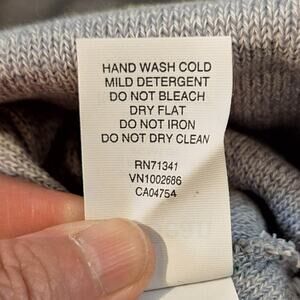 HAND WASH COLD
MILD DETERGENT
DO NOT BLEACH
DRY FLAT
DO NOT IRON
DO NOT DRY CLEAN
RN71341
VN1002686
CA04754